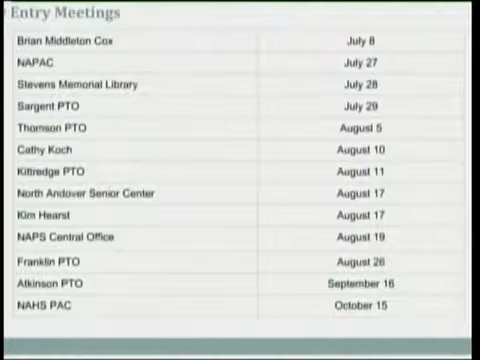 Entry Meetings
Brian Middleton Cox July 8
NAPAC July 27
Stevens Memorial Library July 28
Sargent PTO July 29
Thomson PTO August 5
Cathy Koch August 10
Kittredge PTO August 11
North Andover Senior Center August 17
Kim Hearst August 17
NAPS Central Office August 19
Franklin PTO August 26
Atkinson PTO September 16
NAHS PAC October 15